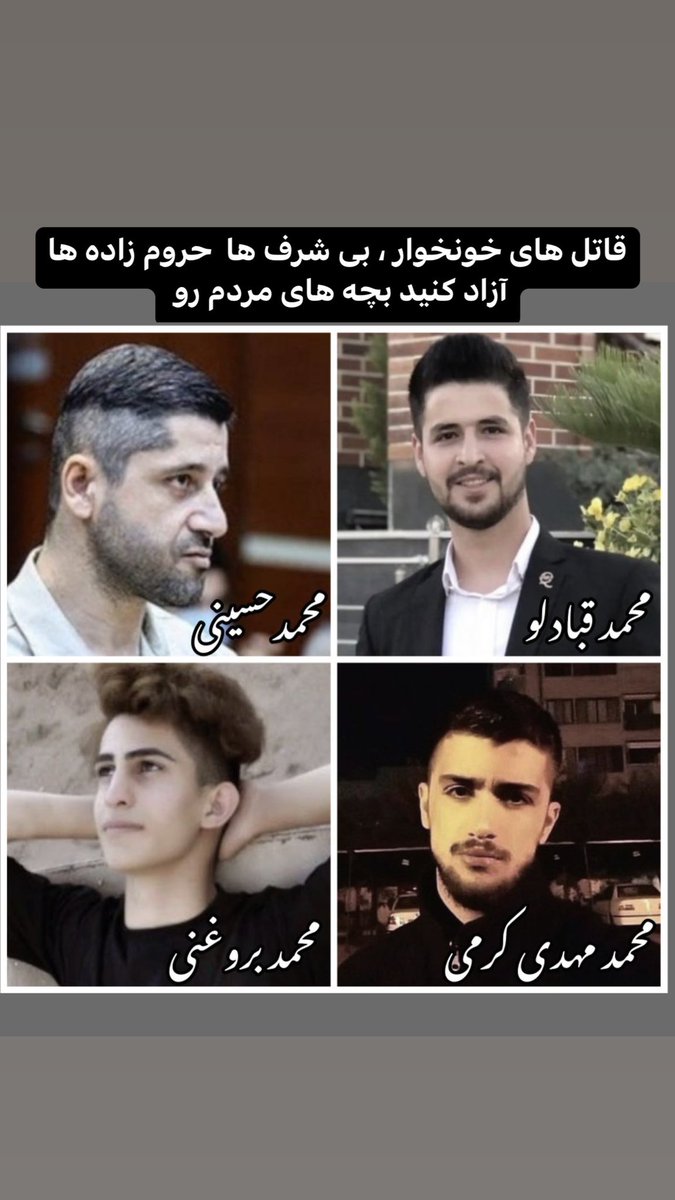 قاتل های خونخوار ، بی شرف ها  حروم زاده ها
آزاد کنید بچه های مردم رو
محمد حسینی
محمد قبادلو
محمد بروغنی
محمد مهدی کرمی